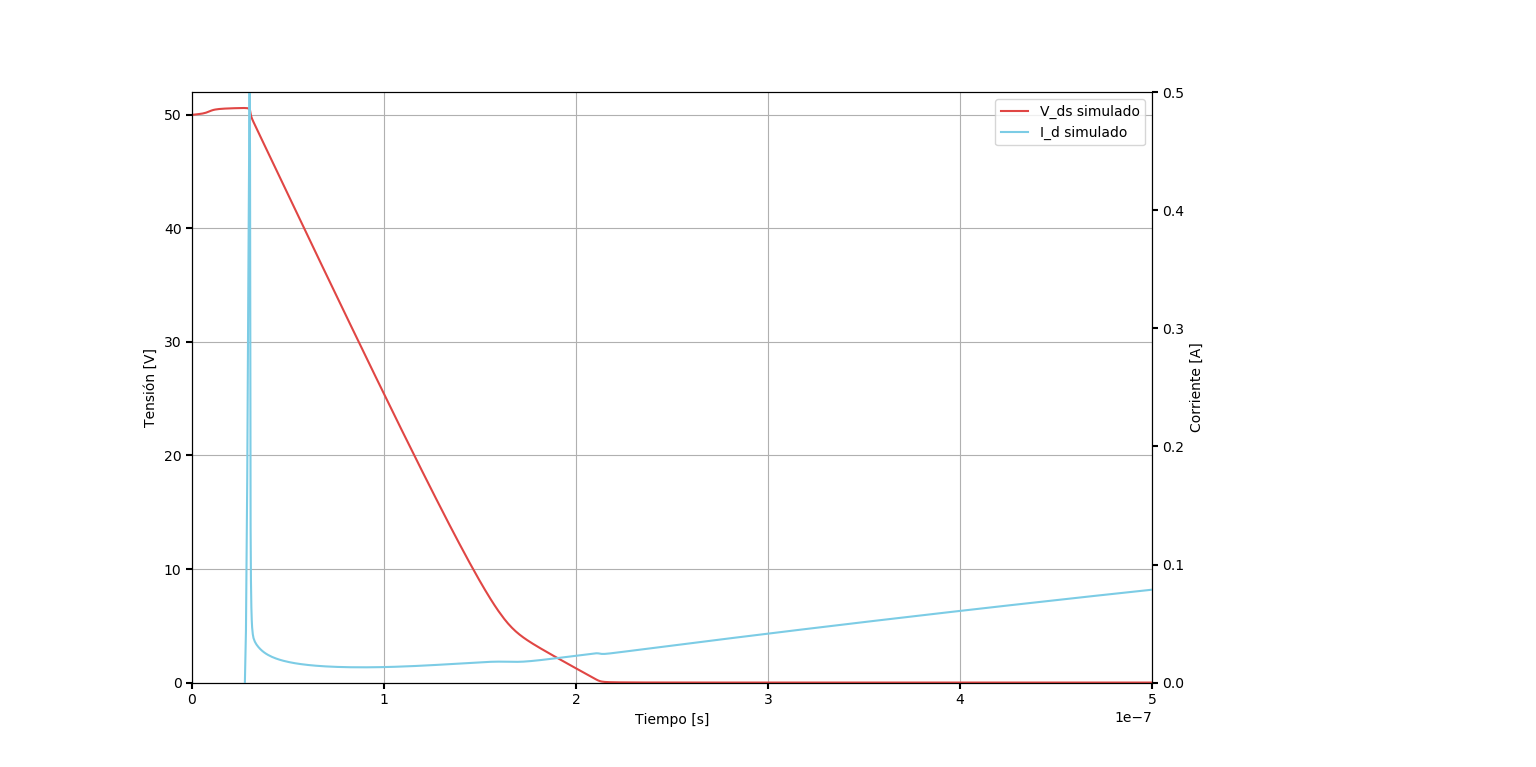 V_ds simulado
I_d simulado
50
40
30
20
10
0
Tensión [V]
0.5
0.4
0.3
0.2
0.1
0.0
Corriente [A]
0 1 2 3 4 5
1e−7
Tiempo [s]